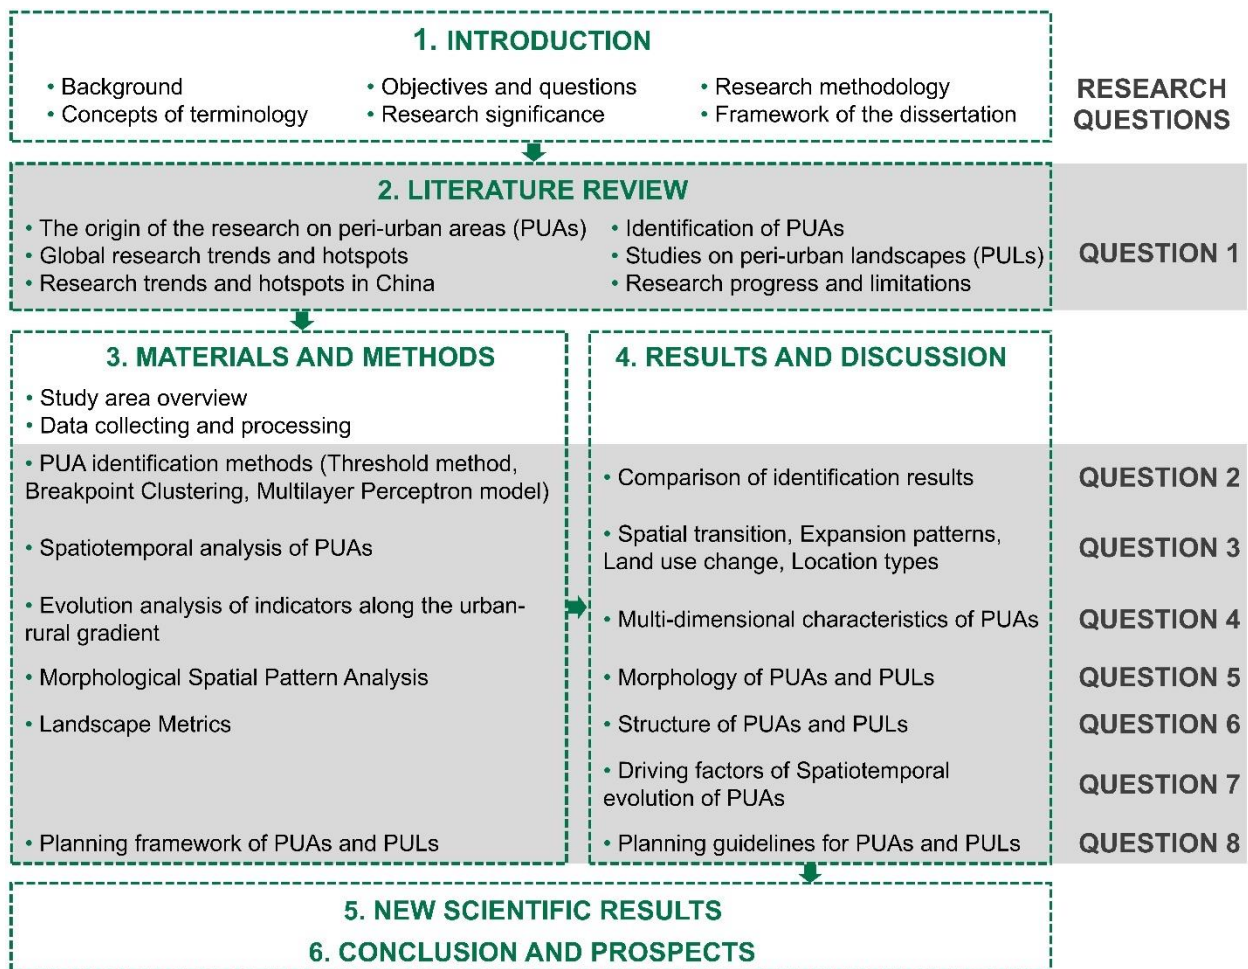 1. INTRODUCTION
• Background
• Concepts of terminology
• Objectives and questions
• Research significance
• Research methodology
• Framework of the dissertation
RESEARCH
QUESTIONS
2. LITERATURE REVIEW
• The origin of the research on peri-urban areas (PUAs)
• Global research trends and hotspots
• Research trends and hotspots in China
• Identification of PUAs
• Studies on peri-urban landscapes (PULs)
• Research progress and limitations
QUESTION 1
3. MATERIALS AND METHODS
• Study area overview
• Data collecting and processing
• PUA identification methods (Threshold method,
Breakpoint Clustering, Multilayer Perceptron model)
• Spatiotemporal analysis of PUAs
• Evolution analysis of indicators along the urban-
rural gradient
• Morphological Spatial Pattern Analysis
• Landscape Metrics
• Planning framework of PUAs and PULs
4. RESULTS AND DISCUSSION
• Comparison of identification results
• Spatial transition, Expansion patterns,
Land use change, Location types
• Multi-dimensional characteristics of PUAs
• Morphology of PUAs and PULs
• Structure of PUAs and PULs
• Driving factors of Spatiotemporal
evolution of PUAs
• Planning guidelines for PUAs and PULs
QUESTION 2
QUESTION 3
QUESTION 4
QUESTION 5
QUESTION 6
QUESTION 7
QUESTION 8
5. NEW SCIENTIFIC RESULTS
6. CONCLUSION AND PROSPECTS